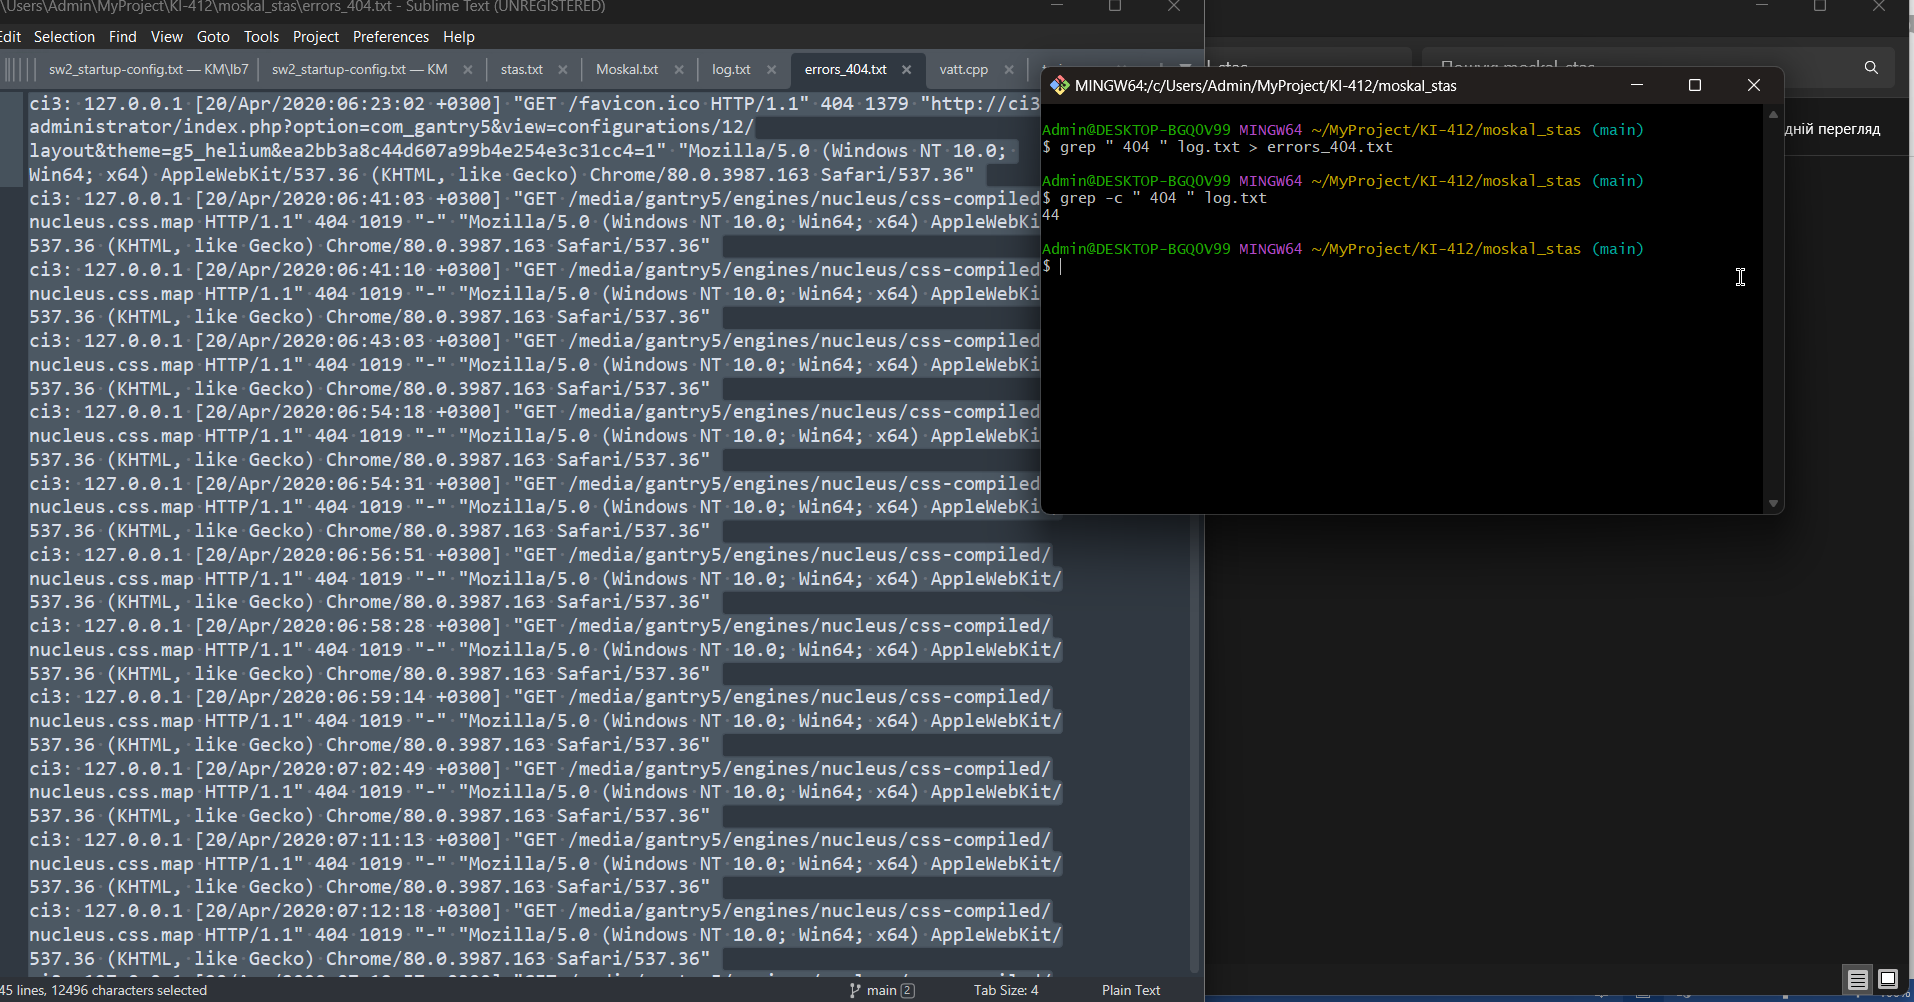 \Users\Admin\MyProject\KI-412\moskal_stas\errors_404.txt - Sublime Text (UNREGISTERED)
Edit Selection Find View Goto Tools Project Preferences Help
sw2_startup-config.txt — KM\lb7 sw2_startup-config.txt — KM stas.txt Moskal.txt log.txt errors_404.txt vatt.cpp
ci3: 127.0.0.1 [20/Apr/2020:06:23:02 +0300] "GET /favicon.ico HTTP/1.1" 404 1379 "http://ci3
administrator/index.php?option=com_gantry5&view=configurations/12/
layout&theme=g5_helium&ea2bb3a8c44d607a99b4e254e3c31cc4=1" "Mozilla/5.0 (Windows NT 10.0;
Win64; x64) AppleWebKit/537.36 (KHTML, like Gecko) Chrome/80.0.3987.163 Safari/537.36"
ci3: 127.0.0.1 [20/Apr/2020:06:41:03 +0300] "GET /media/gantry5/engines/nucleus/css-compiled
nucleus.css.map HTTP/1.1" 404 1019 "-" "Mozilla/5.0 (Windows NT 10.0; Win64; x64) AppleWebKi
537.36 (KHTML, like Gecko) Chrome/80.0.3987.163 Safari/537.36"
ci3: 127.0.0.1 [20/Apr/2020:06:41:10 +0300] "GET /media/gantry5/engines/nucleus/css-compiled
nucleus.css.map HTTP/1.1" 404 1019 "-" "Mozilla/5.0 (Windows NT 10.0; Win64; x64) AppleWebKi
537.36 (KHTML, like Gecko) Chrome/80.0.3987.163 Safari/537.36"
ci3: 127.0.0.1 [20/Apr/2020:06:43:03 +0300] "GET /media/gantry5/engines/nucleus/css-compiled
nucleus.css.map HTTP/1.1" 404 1019 "-" "Mozilla/5.0 (Windows NT 10.0; Win64; x64) AppleWebKi
537.36 (KHTML, like Gecko) Chrome/80.0.3987.163 Safari/537.36"
ci3: 127.0.0.1 [20/Apr/2020:06:54:18 +0300] "GET /media/gantry5/engines/nucleus/css-compiled
nucleus.css.map HTTP/1.1" 404 1019 "-" "Mozilla/5.0 (Windows NT 10.0; Win64; x64) AppleWebKi
537.36 (KHTML, like Gecko) Chrome/80.0.3987.163 Safari/537.36"
ci3: 127.0.0.1 [20/Apr/2020:06:54:31 +0300] "GET /media/gantry5/engines/nucleus/css-compiled
nucleus.css.map HTTP/1.1" 404 1019 "-" "Mozilla/5.0 (Windows NT 10.0; Win64; x64) AppleWebKi
537.36 (KHTML, like Gecko) Chrome/80.0.3987.163 Safari/537.36"
ci3: 127.0.0.1 [20/Apr/2020:06:56:51 +0300] "GET /media/gantry5/engines/nucleus/css-compiled/
nucleus.css.map HTTP/1.1" 404 1019 "-" "Mozilla/5.0 (Windows NT 10.0; Win64; x64) AppleWebKit/
537.36 (KHTML, like Gecko) Chrome/80.0.3987.163 Safari/537.36"
ci3: 127.0.0.1 [20/Apr/2020:06:58:28 +0300] "GET /media/gantry5/engines/nucleus/css-compiled/
nucleus.css.map HTTP/1.1" 404 1019 "-" "Mozilla/5.0 (Windows NT 10.0; Win64; x64) AppleWebKit/
537.36 (KHTML, like Gecko) Chrome/80.0.3987.163 Safari/537.36"
ci3: 127.0.0.1 [20/Apr/2020:06:59:14 +0300] "GET /media/gantry5/engines/nucleus/css-compiled/
nucleus.css.map HTTP/1.1" 404 1019 "-" "Mozilla/5.0 (Windows NT 10.0; Win64; x64) AppleWebKit/
537.36 (KHTML, like Gecko) Chrome/80.0.3987.163 Safari/537.36"
ci3: 127.0.0.1 [20/Apr/2020:07:02:49 +0300] "GET /media/gantry5/engines/nucleus/css-compiled/
nucleus.css.map HTTP/1.1" 404 1019 "-" "Mozilla/5.0 (Windows NT 10.0; Win64; x64) AppleWebKit/
537.36 (KHTML, like Gecko) Chrome/80.0.3987.163 Safari/537.36"
ci3: 127.0.0.1 [20/Apr/2020:07:11:13 +0300] "GET /media/gantry5/engines/nucleus/css-compiled/
nucleus.css.map HTTP/1.1" 404 1019 "-" "Mozilla/5.0 (Windows NT 10.0; Win64; x64) AppleWebKit/
537.36 (KHTML, like Gecko) Chrome/80.0.3987.163 Safari/537.36"
ci3: 127.0.0.1 [20/Apr/2020:07:12:18 +0300] "GET /media/gantry5/engines/nucleus/css-compiled/
nucleus.css.map HTTP/1.1" 404 1019 "-" "Mozilla/5.0 (Windows NT 10.0; Win64; x64) AppleWebKit/
537.36 (KHTML, like Gecko) Chrome/80.0.3987.163 Safari/537.36"
45 lines, 12496 characters selected
main 2
Tab Size: 4
Plain Text
MINGW64:/c/Users/Admin/MyProject/KI-412/moskal_stas
Admin@DESKTOP-BGQ0V99 MINGW64 ~/MyProject/KI-412/moskal_stas (main)
$ grep " 404 " log.txt > errors_404.txt
Admin@DESKTOP-BGQ0V99 MINGW64 ~/MyProject/KI-412/moskal_stas (main)
$ grep -c " 404 " log.txt
44
Admin@DESKTOP-BGQ0V99 MINGW64 ~/MyProject/KI-412/moskal_stas (main)
$
дній перегляд